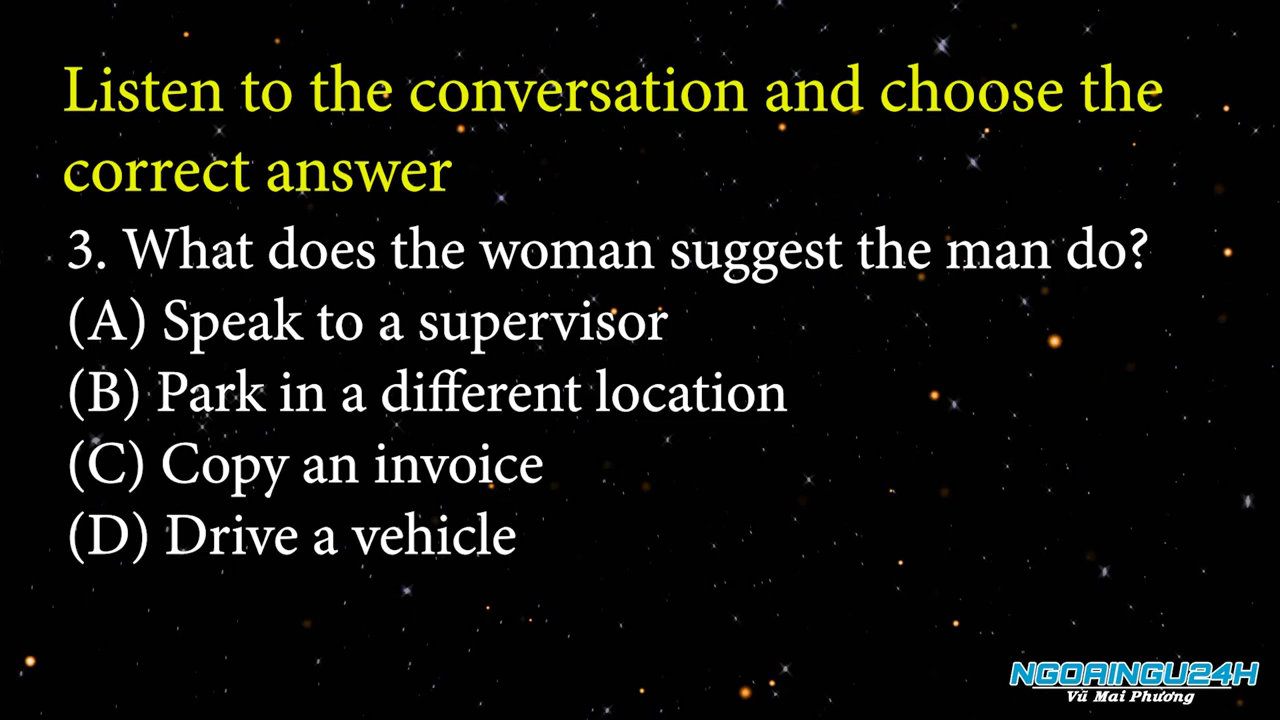 Listen to the conversation and choose the
correct answer
3. What does the woman suggest the man do?
(A) Speak to a supervisor
(B) Park in a different location
(C) Copy an invoice
(D) Drive a vehicle
NGOAINGU24H
Vũ Mai Phương